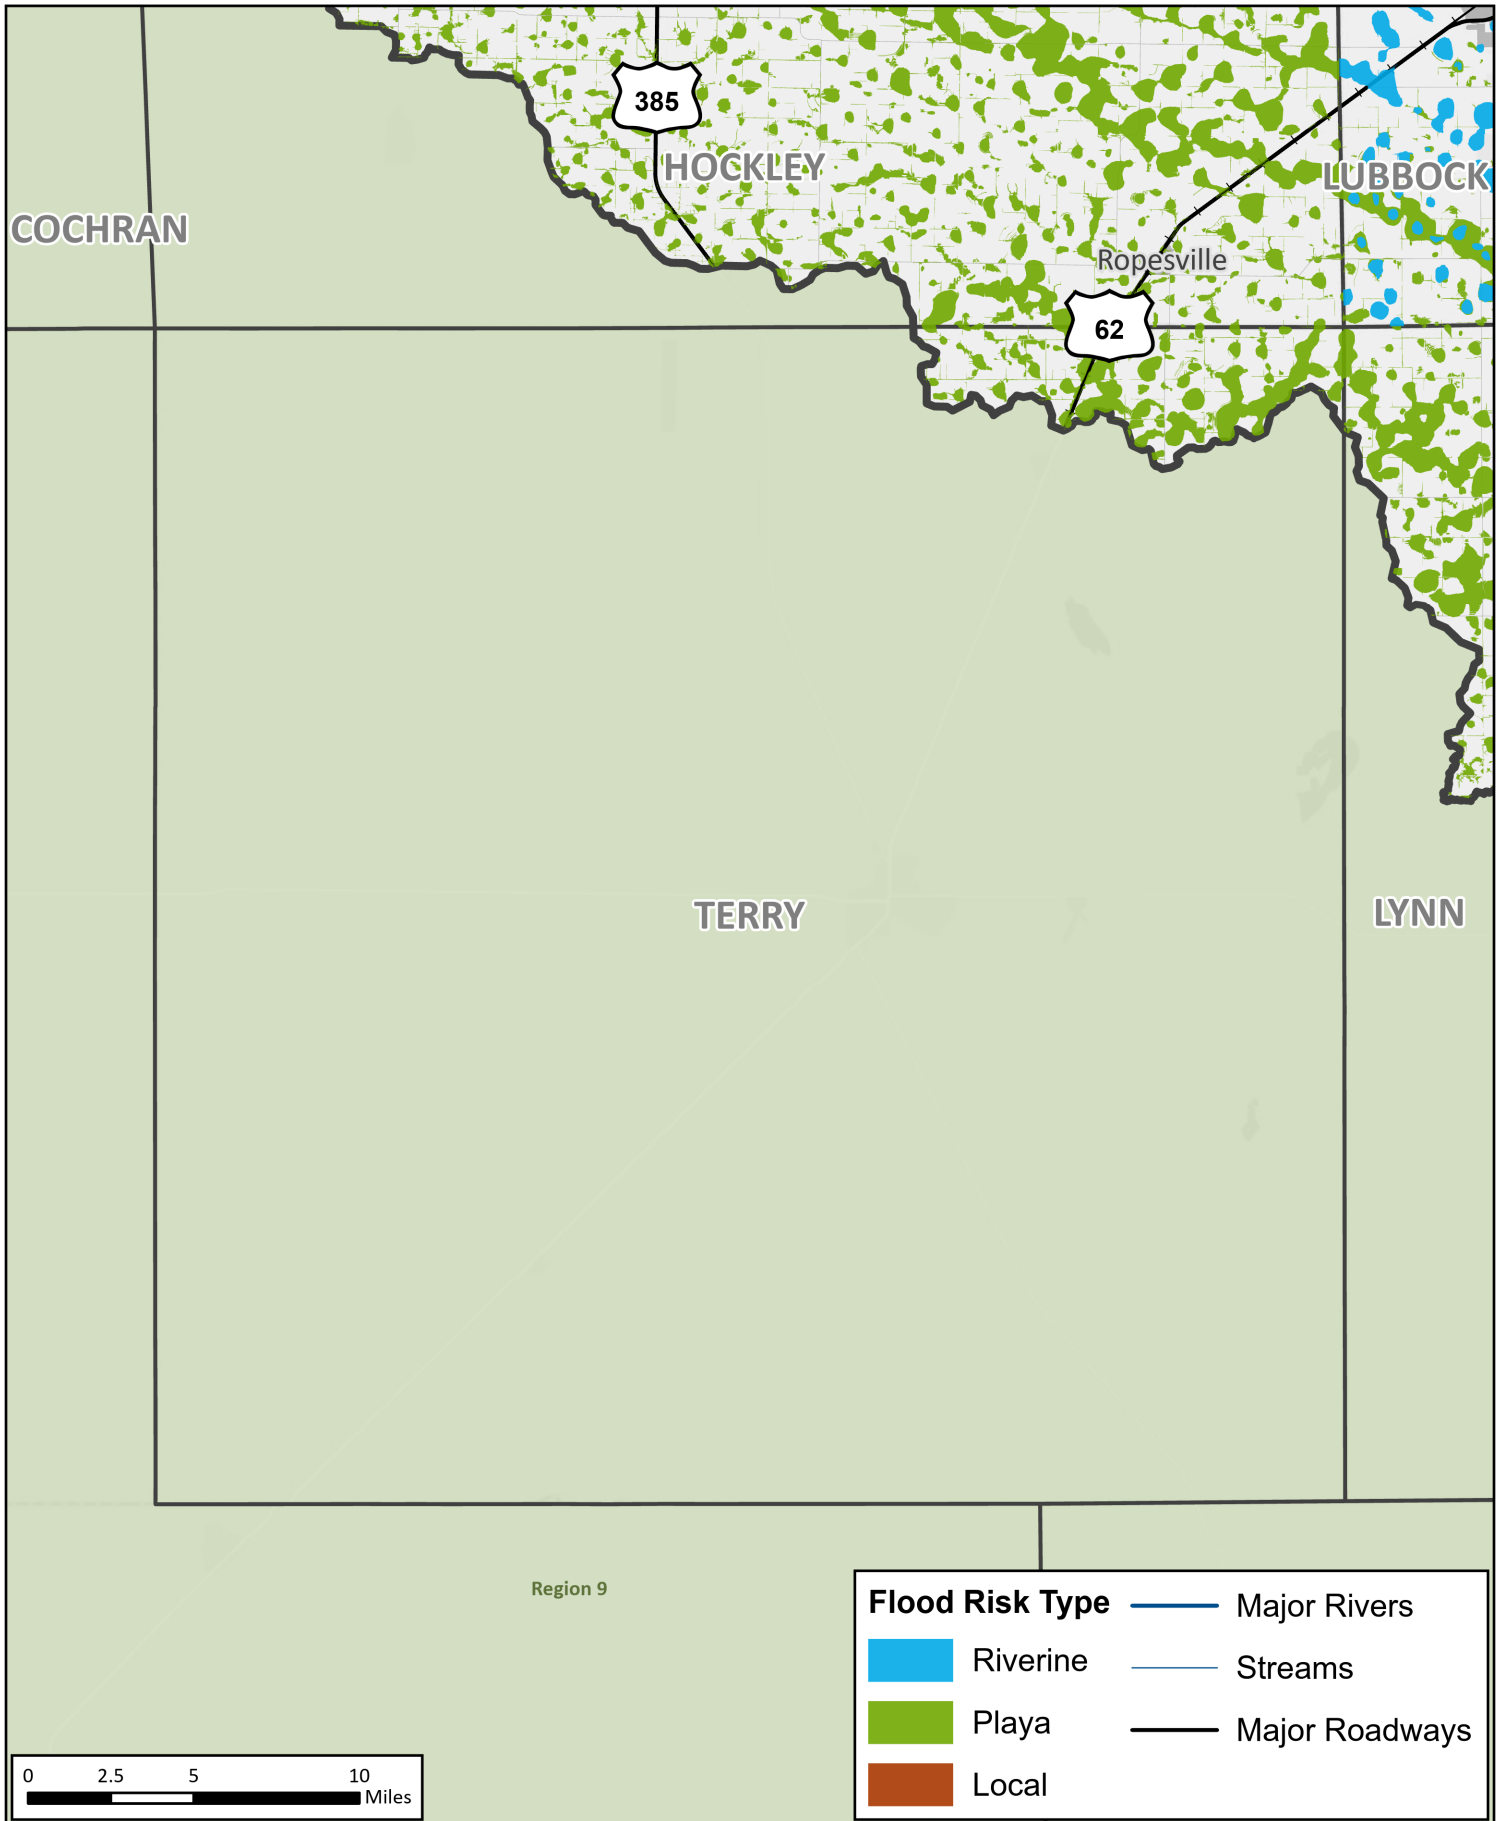 385
HOCKLEY
LUBBOCK
COCHRAN
Ropesville
62
TERRY
LYNN
Region 9
Flood Risk Type
Riverine
Playa
Local
Major Rivers
Streams
Major Roadways
0 2.5 5 10
Miles